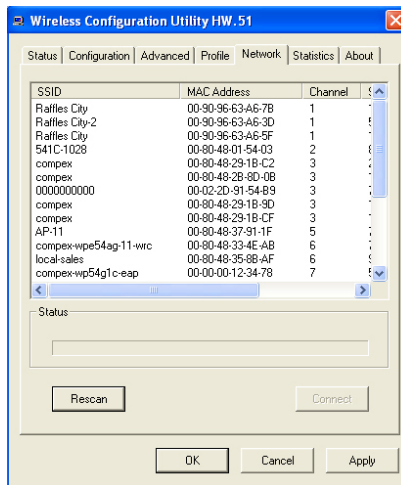 Wireless Configuration Utility HW.51
Status Configuration Advanced Profile Network Statistics About
SSID MAC Address Channel
Raffles City 00-90-96-63-A6-7B 1
Raffles City-2 00-90-96-63-A6-3D 1
Raffles City 00-90-96-63-A6-5F 1
541C-1028 00-80-48-01-54-03 2
compex 00-80-48-29-1B-C2 3
compex 00-80-48-2B-8D-0B 3
0000000000 00-02-2D-91-54-B9 3
compex 00-80-48-29-1B-9D 3
compex 00-80-48-29-1B-CF 3
AP-11 00-80-48-37-91-1F 5
compex-wpe54ag-11-wrc 00-80-48-33-4E-AB 6
local-sales 00-80-48-35-8B-AF 6
compex-wp54g1c-eap 00-00-00-12-34-78 7
Status
Rescan Connect
OK Cancel Apply